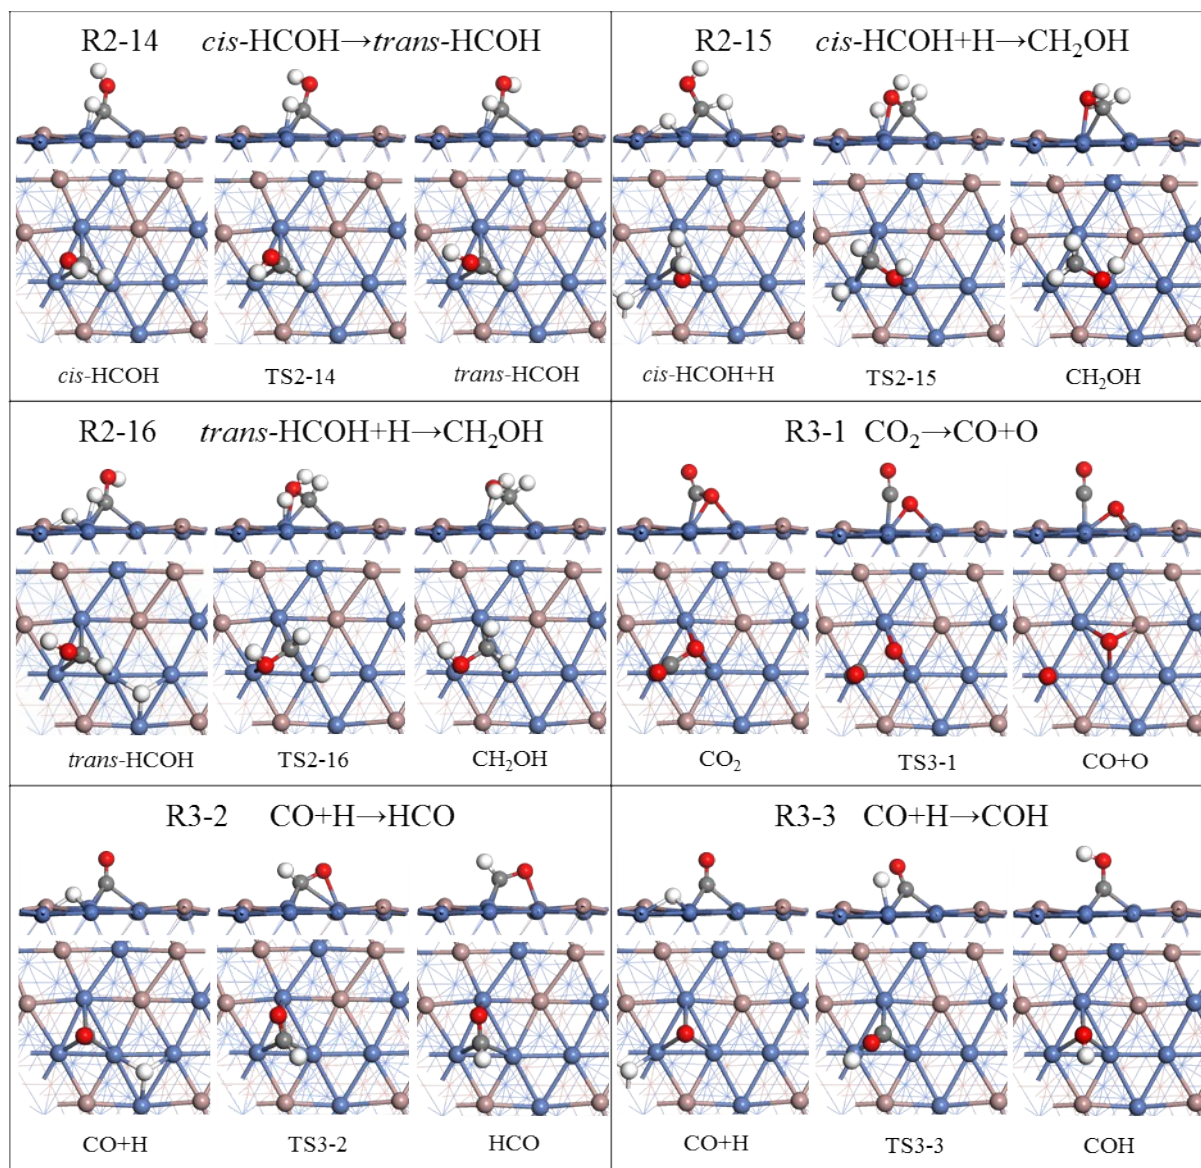 R2-14 cis-HCOH→trans-HCOH
cis-HCOH TS2-14 trans-HCOH
R2-15 cis-HCOH+H→CH₂OH
cis-HCOH+H TS2-15 CH₂OH
R2-16 trans-HCOH+H→CH₂OH
trans-HCOH TS2-16 CH₂OH
R3-1 CO₂→CO+O
CO₂ TS3-1 CO+O
R3-2 CO+H→HCO
CO+H TS3-2 HCO
R3-3 CO+H→COH
CO+H TS3-3 COH